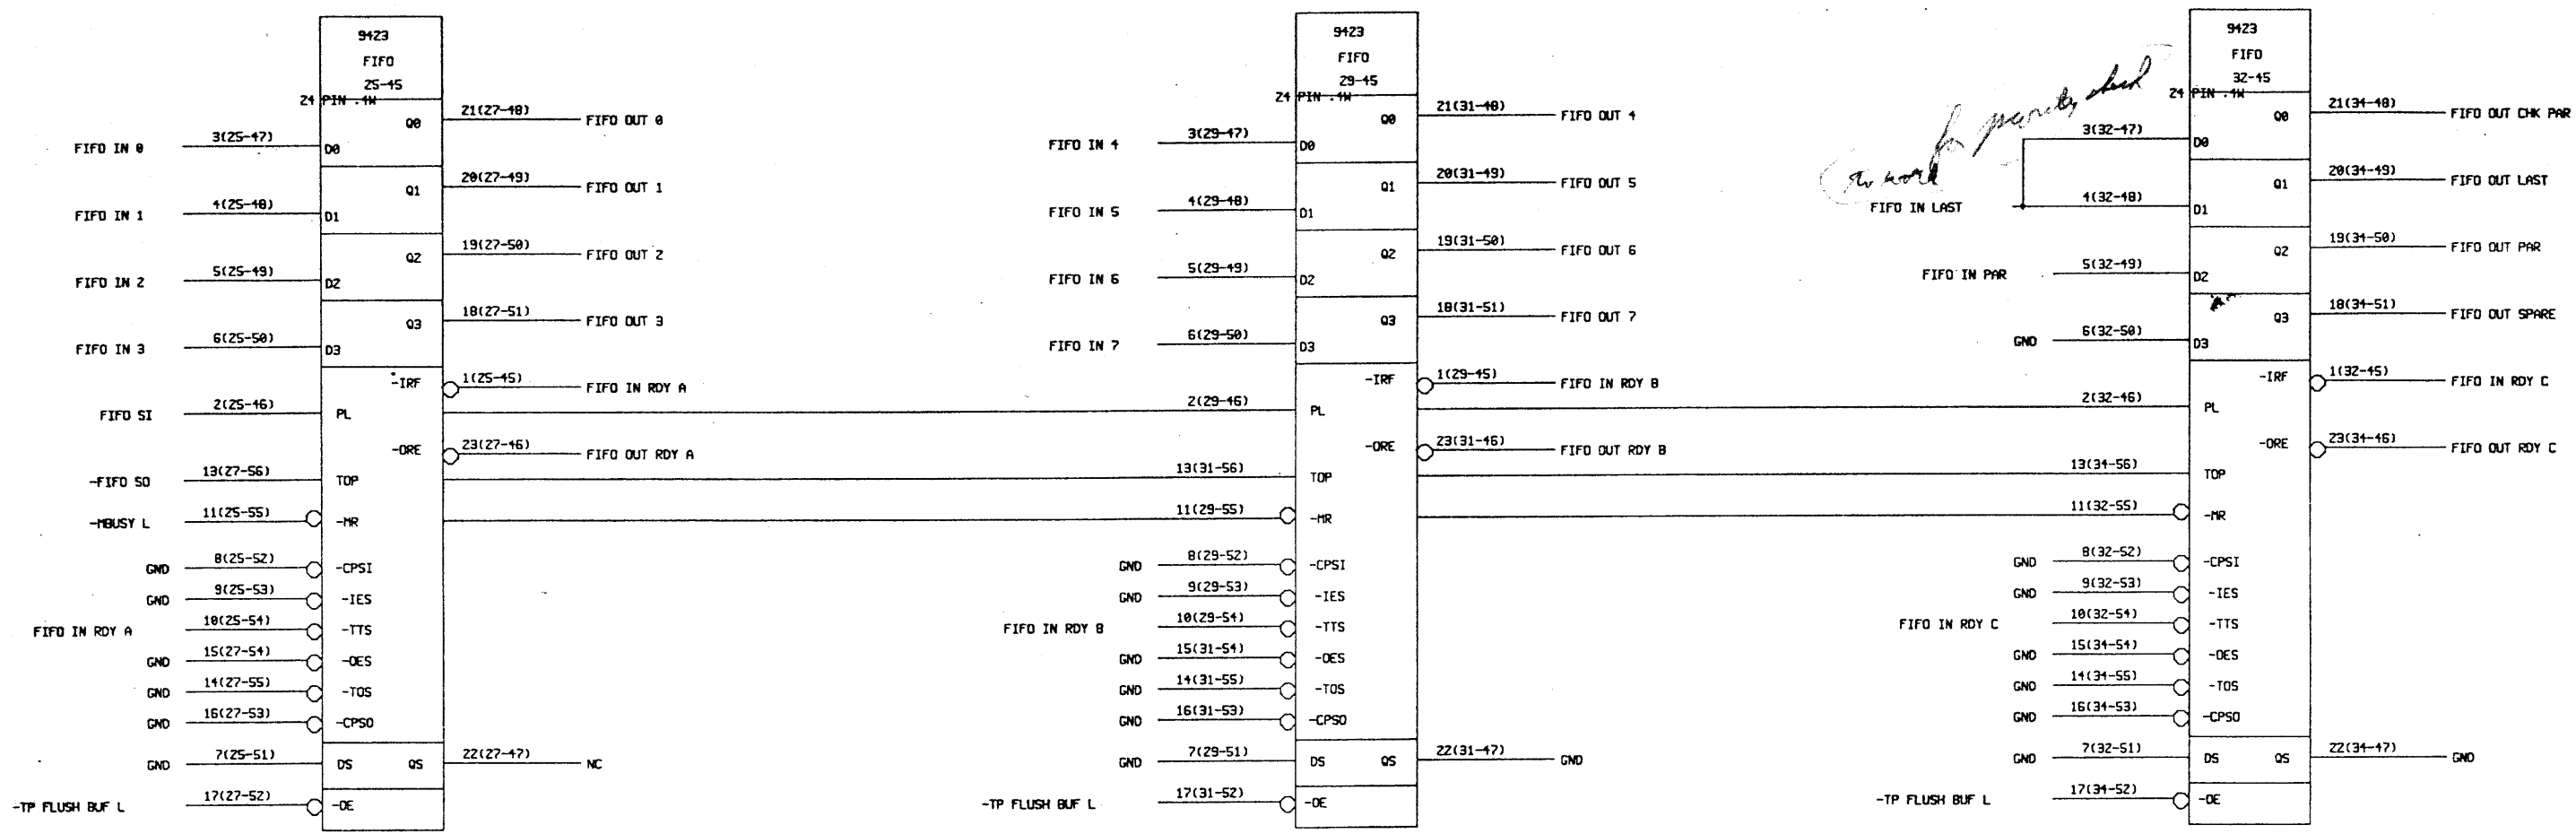 9423
FIFO
25-45
24 PIN .4W
FIFO IN 0 3(25-47) D0 Q0 21(27-48) FIFO OUT 0
FIFO IN 1 4(25-48) D1 Q1 20(27-49) FIFO OUT 1
FIFO IN 2 5(25-49) D2 Q2 19(27-50) FIFO OUT 2
FIFO IN 3 6(25-50) D3 Q3 18(27-51) FIFO OUT 3
-IRF 1(25-45) FIFO IN RDY A
FIFO SI 2(25-46) PL
-ORE 23(27-46) FIFO OUT RDY A
-FIFO SO 13(27-56) TOP
-MBUSY L 11(25-55) -MR
GND 8(25-52) -CPSI
GND 9(25-53) -IES
FIFO IN RDY A 10(25-54) -TTS
GND 15(27-54) -OES
GND 14(27-55) -TOS
GND 16(27-53) -CPSO
GND 7(25-51) DS QS 22(27-47) NC
-TP FLUSH BUF L 17(27-52) -OE
9423
FIFO
29-45
24 PIN .4W
FIFO IN 4 3(29-47) D0 Q0 21(31-48) FIFO OUT 4
FIFO IN 5 4(29-48) D1 Q1 20(31-49) FIFO OUT 5
FIFO IN 6 5(29-49) D2 Q2 19(31-50) FIFO OUT 6
FIFO IN 7 6(29-50) D3 Q3 18(31-51) FIFO OUT 7
-IRF 1(29-45) FIFO IN RDY B
2(29-46) PL
-ORE 23(31-46) FIFO OUT RDY B
13(31-56) TOP
11(29-55) -MR
GND 8(29-52) -CPSI
GND 9(29-53) -IES
FIFO IN RDY B 10(29-54) -TTS
GND 15(31-54) -OES
GND 14(31-55) -TOS
GND 16(31-53) -CPSO
GND 7(29-51) DS QS 22(31-47) GND
-TP FLUSH BUF L 17(31-52) -OE
9423
FIFO
32-45
24 PIN .4W
to work for parity check
3(32-47) D0 Q0 21(34-48) FIFO OUT CHK PAR
FIFO IN LAST 4(32-48) D1 Q1 20(34-49) FIFO OUT LAST
FIFO IN PAR 5(32-49) D2 Q2 19(34-50) FIFO OUT PAR
GND 6(32-50) D3 Q3 18(34-51) FIFO OUT SPARE
-IRF 1(32-45) FIFO IN RDY C
2(32-46) PL
-ORE 23(34-46) FIFO OUT RDY C
13(34-56) TOP
11(32-55) -MR
GND 8(32-52) -CPSI
GND 9(32-53) -IES
FIFO IN RDY C 10(32-54) -TTS
GND 15(34-54) -OES
GND 14(34-55) -TOS
GND 16(34-53) -CPSO
GND 7(32-51) DS QS 22(34-47) GND
-TP FLUSH BUF L 17(34-52) -OE